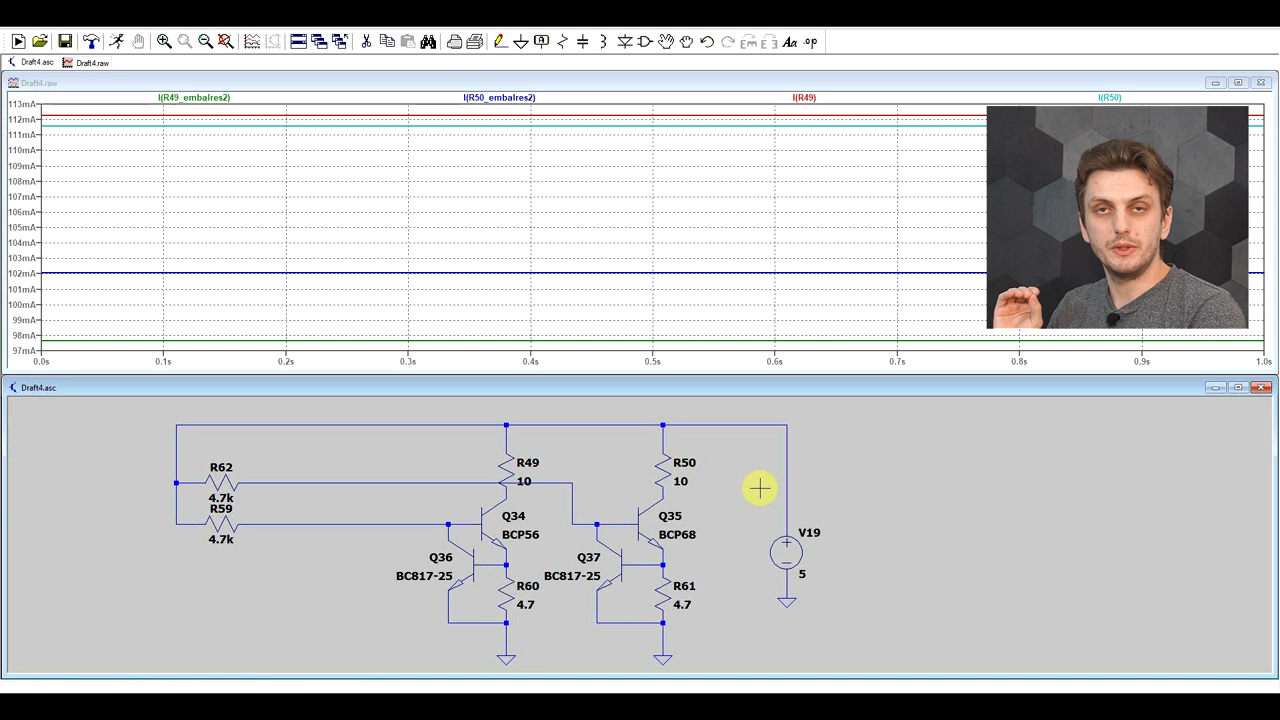 Draft4.asc Draft4.raw
Draft4.raw
I(R49_embalres2) I(R50_embalres2) I(R49) I(R50)
113mA
112mA
111mA
110mA
109mA
108mA
107mA
106mA
105mA
104mA
103mA
102mA
101mA
100mA
99mA
98mA
97mA
0.0s 0.1s 0.2s 0.3s 0.4s 0.5s 0.6s 0.7s 0.8s 0.9s 1.0s
Draft4.asc
R62
4.7k
R59
4.7k
R49
10
R50
10
Q34
BCP56
Q35
BCP68
Q36
BC817-25
Q37
BC817-25
R60
4.7
R61
4.7
V19
5
Aa .op